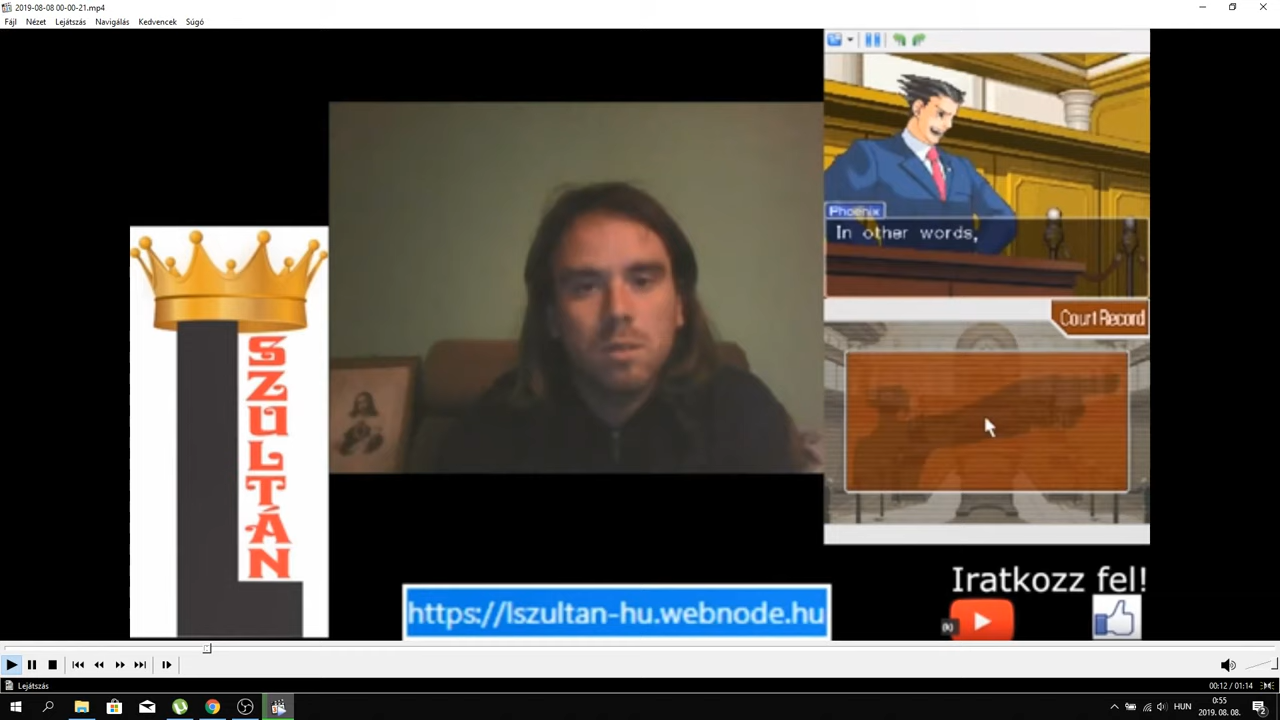 2019-08-08 00-00-21.mp4
Fájl Nézet Lejátszás Navigálás Kedvencek Súgó
Phoenix
In other words,
Court Record
SZULTÁN
L
Iratkozz fel!
https://lszultan-hu.webnode.hu
Lejátszás
00:12 / 01:14
HUN
0:55
2019. 08. 08.
2